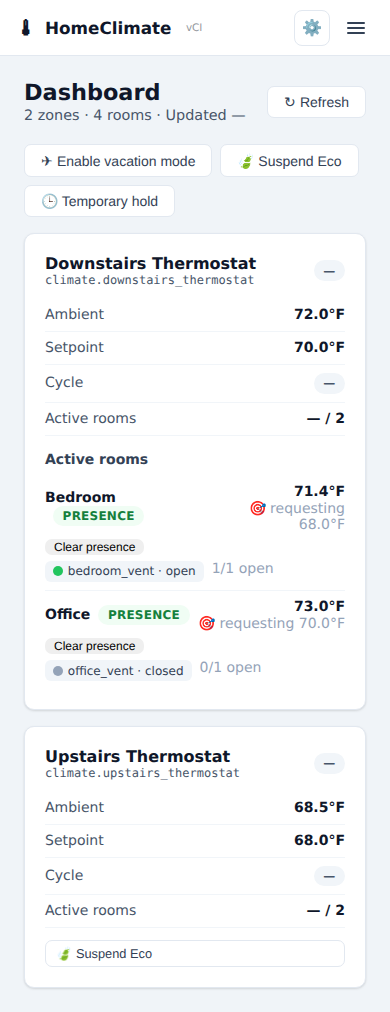 HomeClimate vCI
Dashboard
2 zones · 4 rooms · Updated —
↻ Refresh
✈ Enable vacation mode
Suspend Eco
Temporary hold
Downstairs Thermostat
—
climate.downstairs_thermostat
Ambient 72.0°F
Setpoint 70.0°F
Cycle —
Active rooms — / 2
Active rooms
Bedroom PRESENCE
71.4°F
🎯 requesting
68.0°F
Clear presence
bedroom_vent · open 1/1 open
Office PRESENCE
73.0°F
🎯 requesting 70.0°F
Clear presence
office_vent · closed 0/1 open
Upstairs Thermostat
—
climate.upstairs_thermostat
Ambient 68.5°F
Setpoint 68.0°F
Cycle —
Active rooms — / 2
Suspend Eco